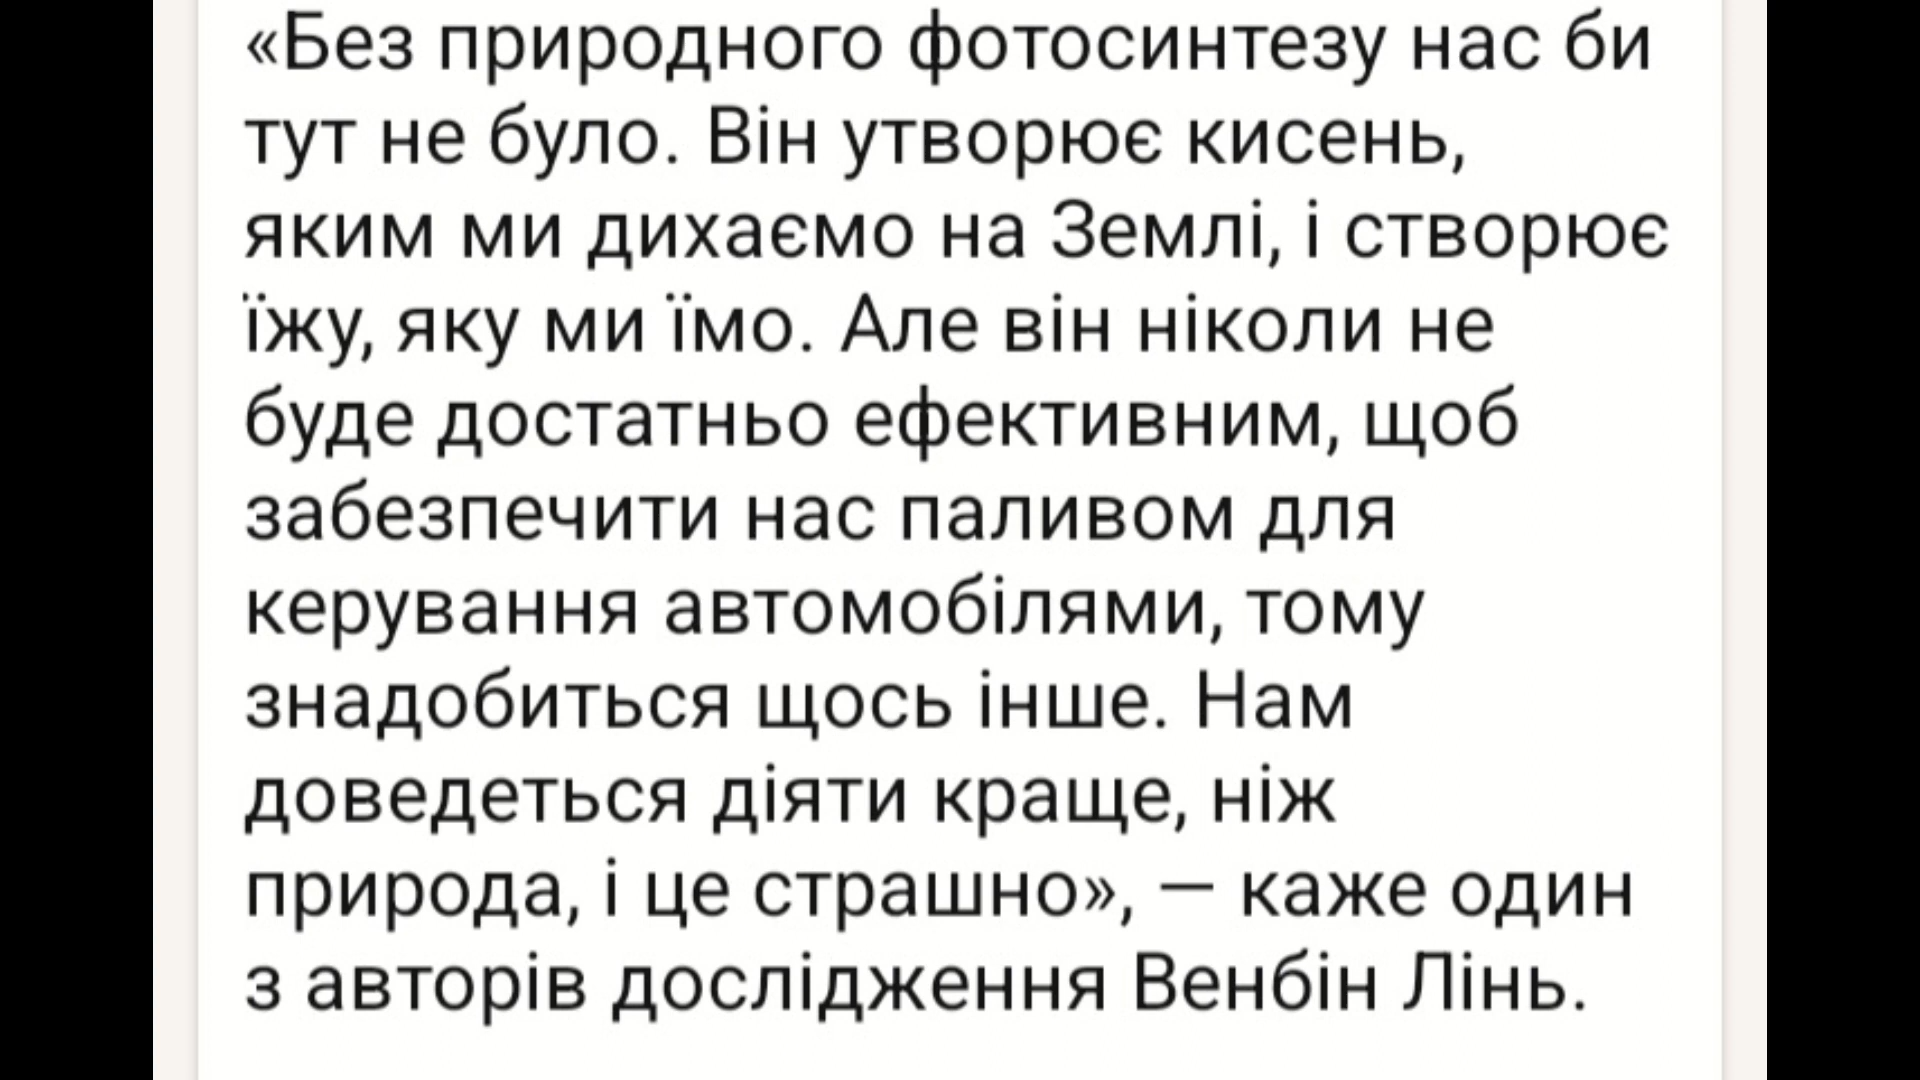 «Без природного фотосинтезу нас би
тут не було. Він утворює кисень,
яким ми дихаємо на Землі, і створює
їжу, яку ми їмо. Але він ніколи не
буде достатньо ефективним, щоб
забезпечити нас паливом для
керування автомобілями, тому
знадобиться щось інше. Нам
доведеться діяти краще, ніж
природа, і це страшно», — каже один
з авторів дослідження Венбін Лінь.